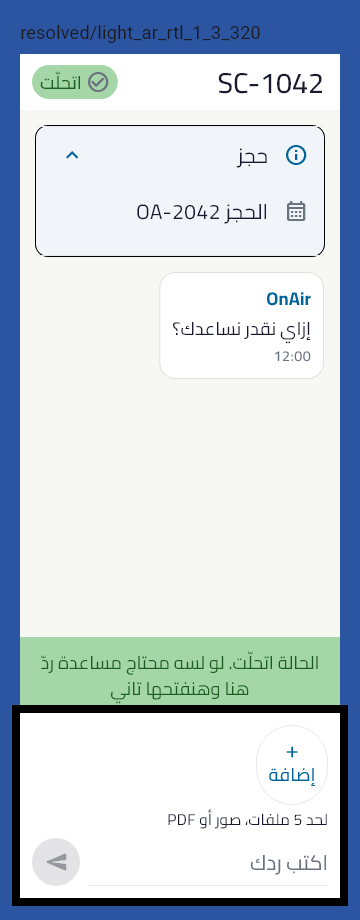 resolved/light_ar_rtl_1_3_320
SC-1042
اتحلّت
حجز
الحجز OA-2042
OnAir
إزاي نقدر نساعدك؟
12:00
الحالة اتحلّت. لو لسه محتاج مساعدة ردّ
هنا وهنفتحها تاني
+
إضافة
لحد 5 ملفات، صور أو PDF
اكتب ردك